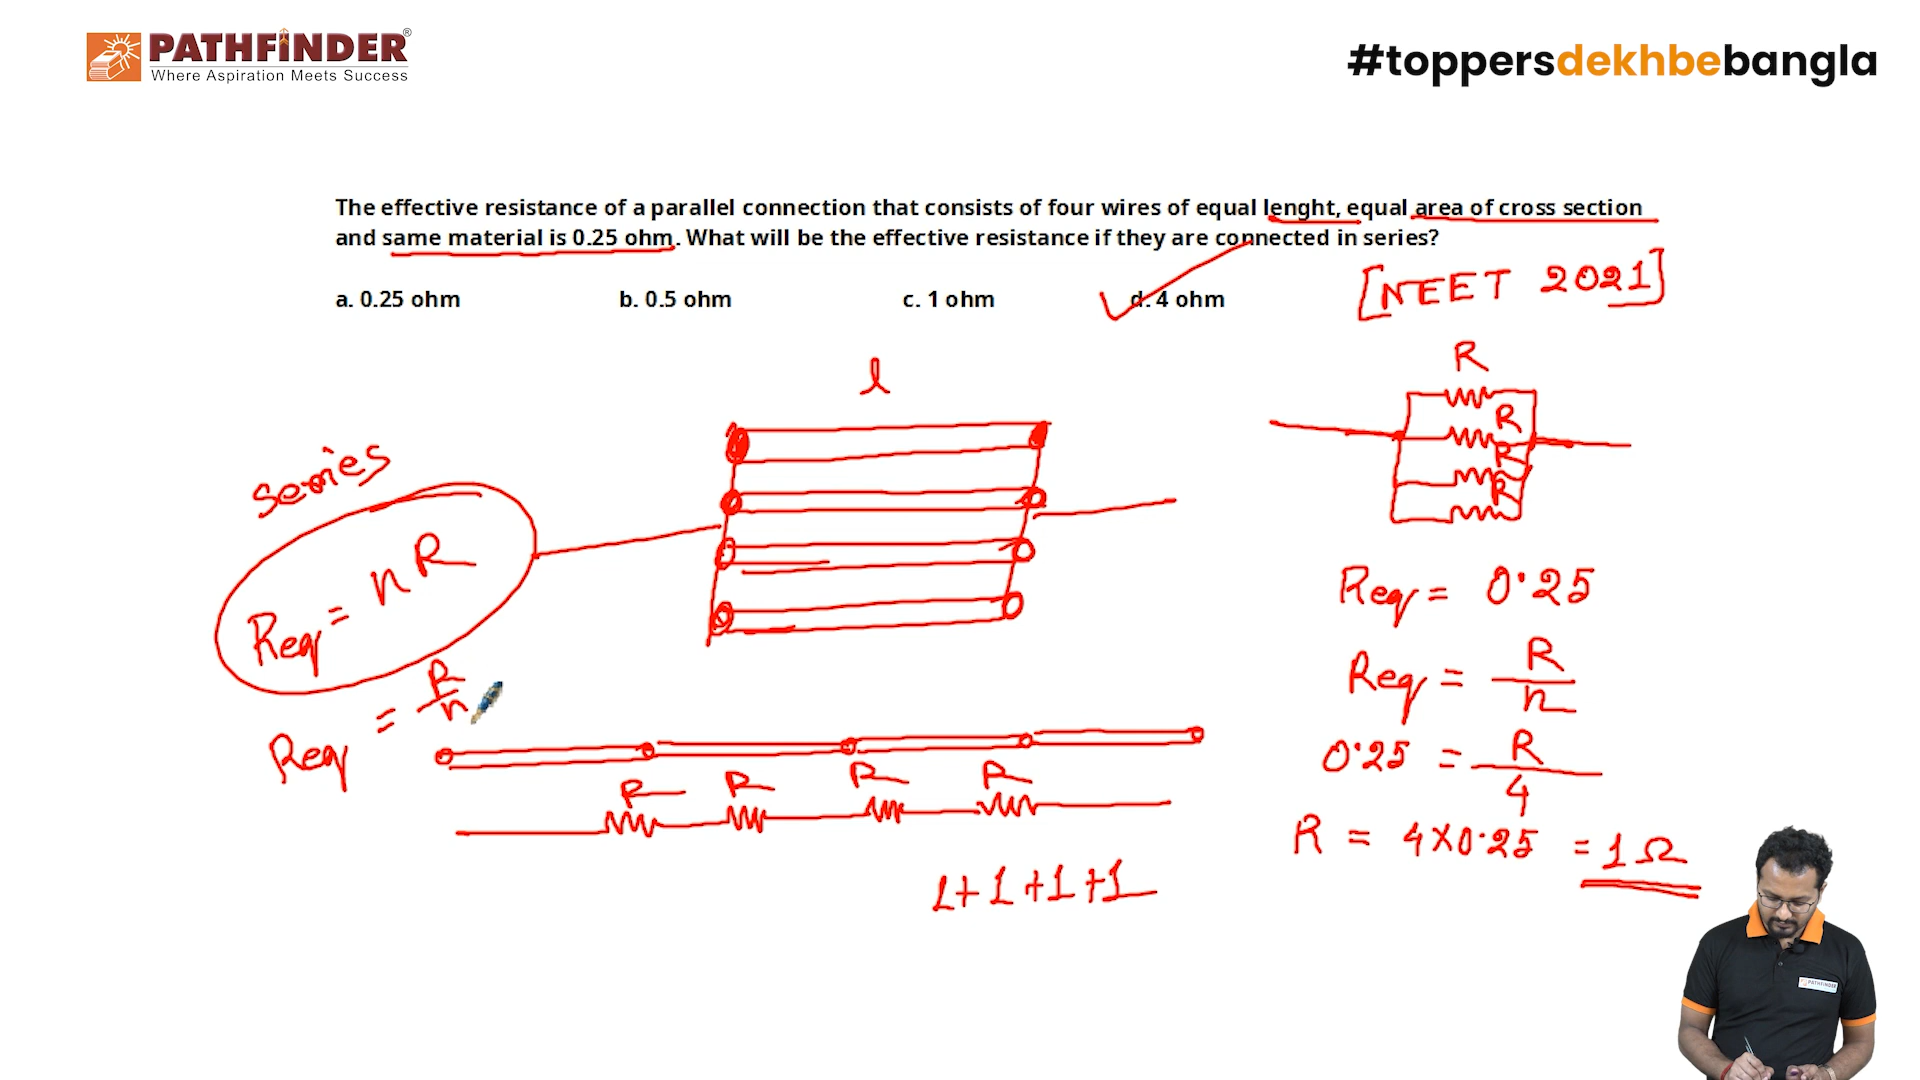 PATHFINDER®
Where Aspiration Meets Success
#toppersdekhbebangla
The effective resistance of a parallel connection that consists of four wires of equal lenght, equal area of cross section
and same material is 0.25 ohm. What will be the effective resistance if they are connected in series?
a. 0.25 ohm b. 0.5 ohm c. 1 ohm d. 4 ohm
[NEET 2021]
l
R
R
R
R
Series
Req = nR
Req = R/n
Req = 0.25
Req = R/n
0.25 = R/4
R = 4×0.25 = 1Ω
R R R R
1+1+1+1
PATHFINDER